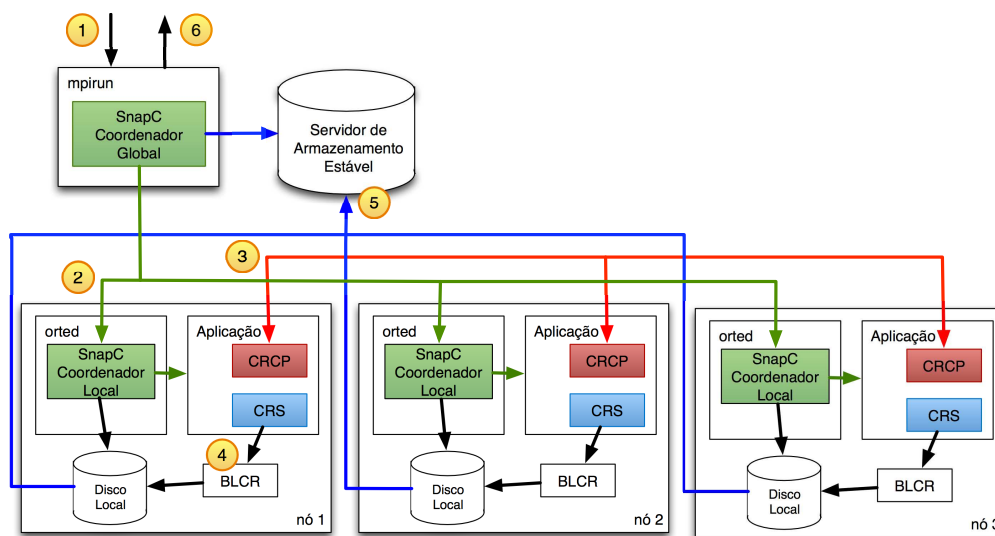 1
6
mpirun
SnapC
Coordenador
Global
Servidor de
Armazenamento
Estável
5
3
2
orted
SnapC
Coordenador
Local
Aplicação
CRCP
CRS
4
BLCR
Disco
Local
nó 1
orted
SnapC
Coordenador
Local
Aplicação
CRCP
CRS
BLCR
Disco
Local
nó 2
orted
SnapC
Coordenador
Local
Aplicação
CRCP
CRS
BLCR
Disco
Local
nó 3